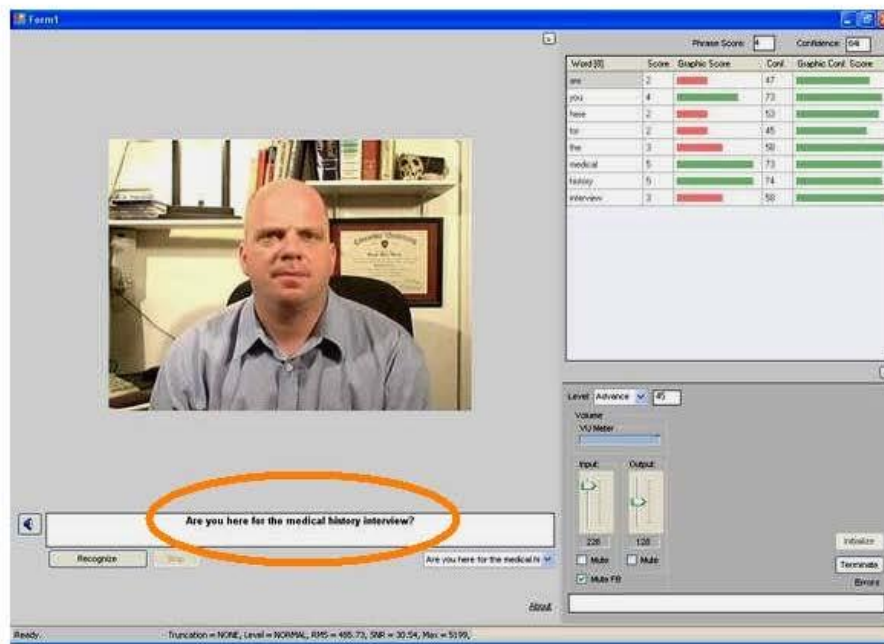 Form1
Phrase Score: 4 Confidence: 64
Word [8] Score Graphic Score Conf. Graphic Conf. Score
are 2 47
you 4 73
here 2 53
for 2 45
the 3 58
medical 5 73
history 5 74
interview 3 58
Level: Advance 45
Volume
VU Meter
Input: Output:
228 128
Mute Mute
Mute FB
Initialize
Terminate
Errors
Are you here for the medical history interview?
Recognize Stop Are you here for the medical hi
About
Ready. Truncation = NONE, Level = NORMAL, RMS = 485.73, SNR = 30.54, Max = 5199,